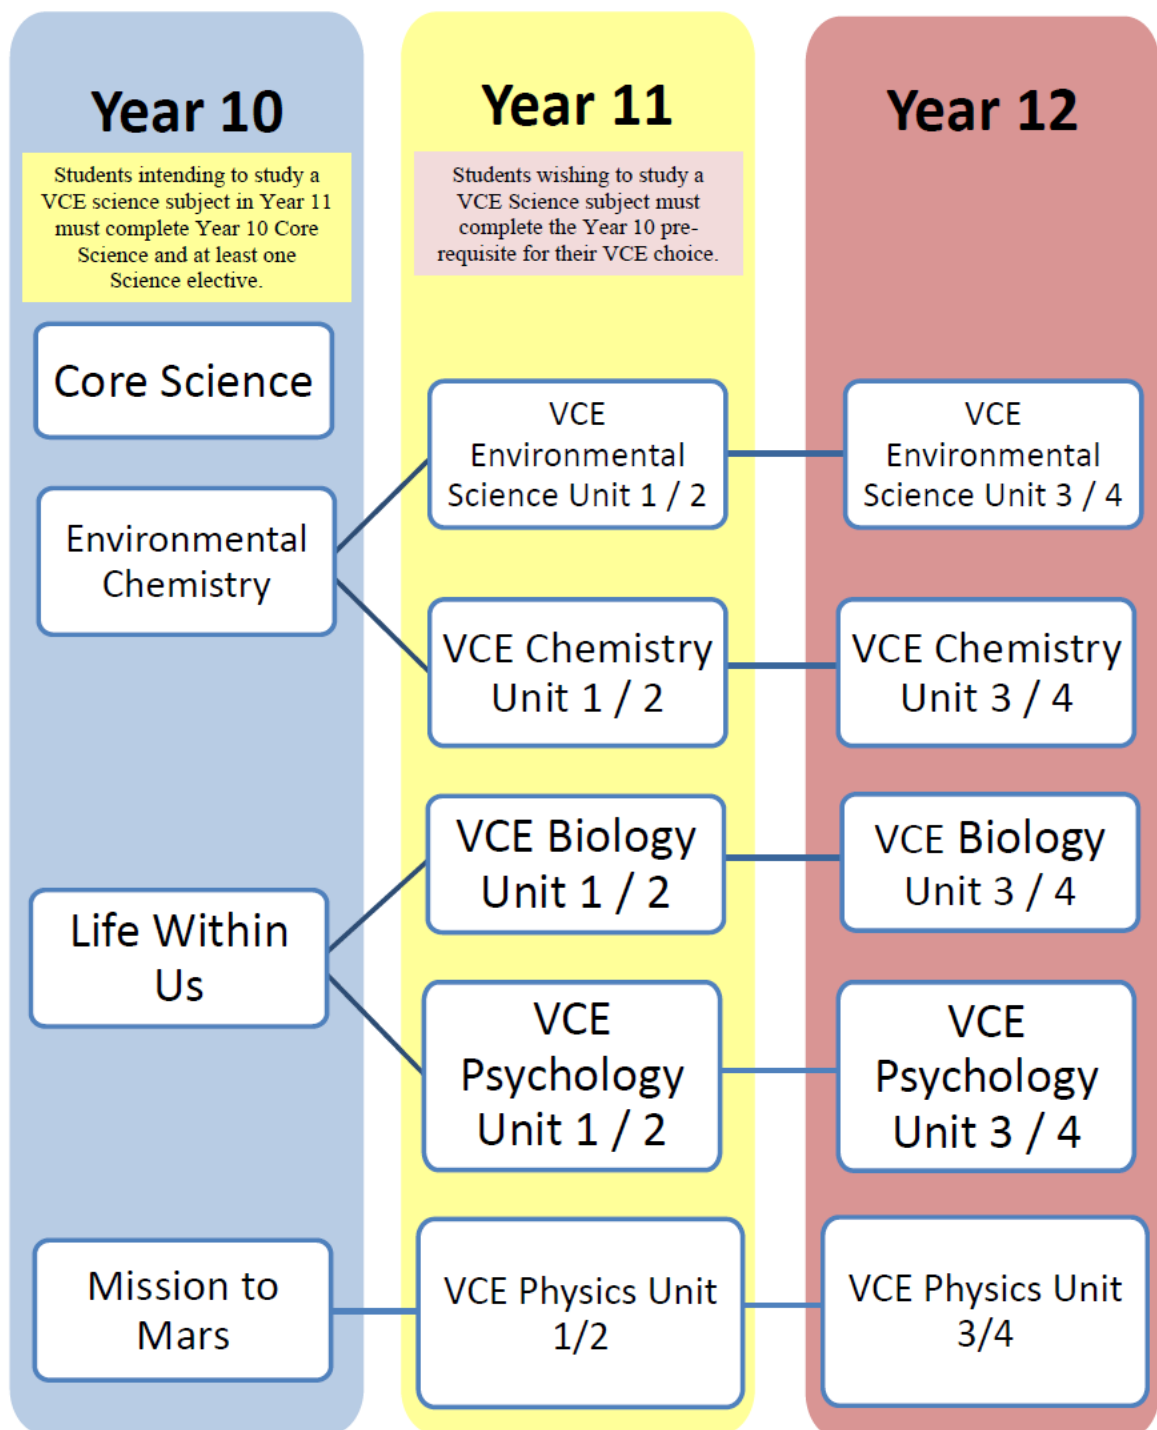 Year 10
Students intending to study a
VCE science subject in Year 11
must complete Year 10 Core
Science and at least one
Science elective.
Core Science
Environmental
Chemistry
Life Within
Us
Mission to
Mars
Year 11
Students wishing to study a
VCE Science subject must
complete the Year 10 pre-
requisite for their VCE choice.
VCE
Environmental
Science Unit 1 / 2
VCE Chemistry
Unit 1 / 2
VCE Biology
Unit 1 / 2
VCE
Psychology
Unit 1 / 2
VCE Physics Unit
1/2
Year 12
VCE
Environmental
Science Unit 3 / 4
VCE Chemistry
Unit 3 / 4
VCE Biology
Unit 3 / 4
VCE
Psychology
Unit 3 / 4
VCE Physics Unit
3/4